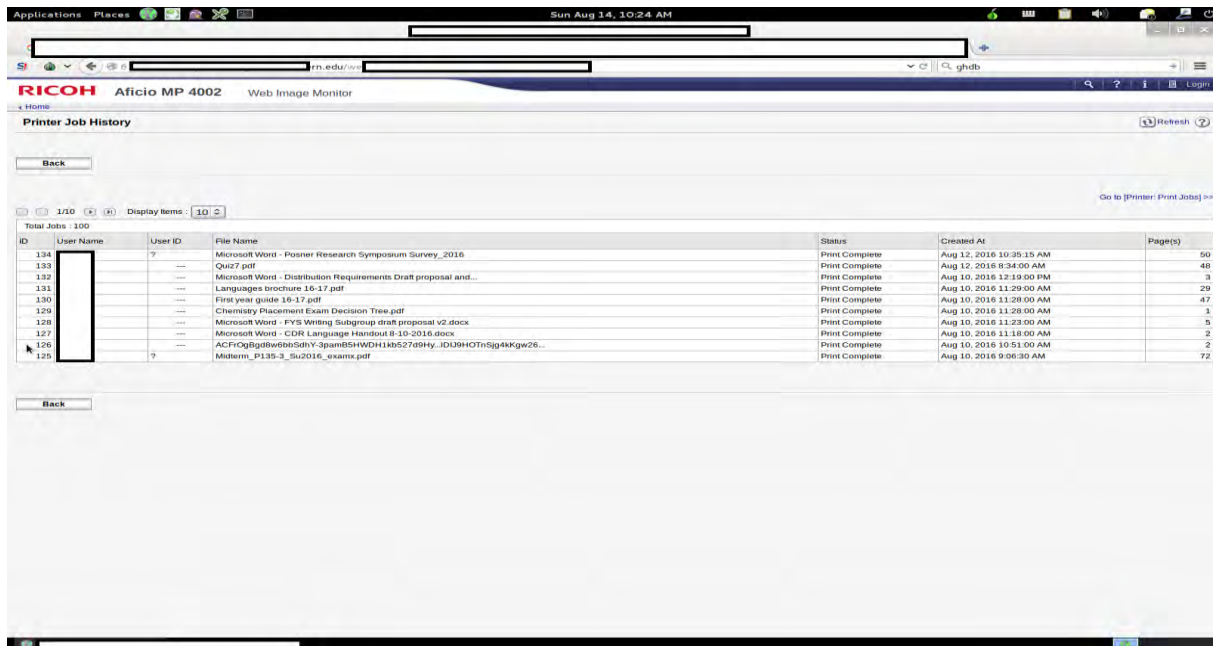 Applications Places Sun Aug 14, 10:24 AM
rn.edu/we ghdb
RICOH Aficio MP 4002 Web Image Monitor ? i Login
Home
Printer Job History Refresh ?
Back
Go to [Printer: Print Jobs] >>
1/10 Display Items : 10
Total Jobs : 100
ID User Name User ID File Name Status Created At Page(s)
134 ? Microsoft Word - Posner Research Symposium Survey_2016 Print Complete Aug 12, 2016 10:35:15 AM 50
133 --- Quiz7.pdf Print Complete Aug 12, 2016 8:34:00 AM 48
132 --- Microsoft Word - Distribution Requirements Draft proposal and... Print Complete Aug 10, 2016 12:19:00 PM 3
131 --- Languages brochure 16-17.pdf Print Complete Aug 10, 2016 11:29:00 AM 29
130 --- First year guide 16-17.pdf Print Complete Aug 10, 2016 11:28:00 AM 47
129 --- Chemistry Placement Exam Decision Tree.pdf Print Complete Aug 10, 2016 11:28:00 AM 1
128 --- Microsoft Word - FYS Writing Subgroup draft proposal v2.docx Print Complete Aug 10, 2016 11:23:00 AM 5
127 --- Microsoft Word - CDR Language Handout 8-10-2016.docx Print Complete Aug 10, 2016 11:18:00 AM 2
126 --- Print Complete Aug 10, 2016 10:51:00 AM 2
125 ? Midterm_P135-3_Su2016_examx.pdf Print Complete Aug 10, 2016 9:06:30 AM 72
Back